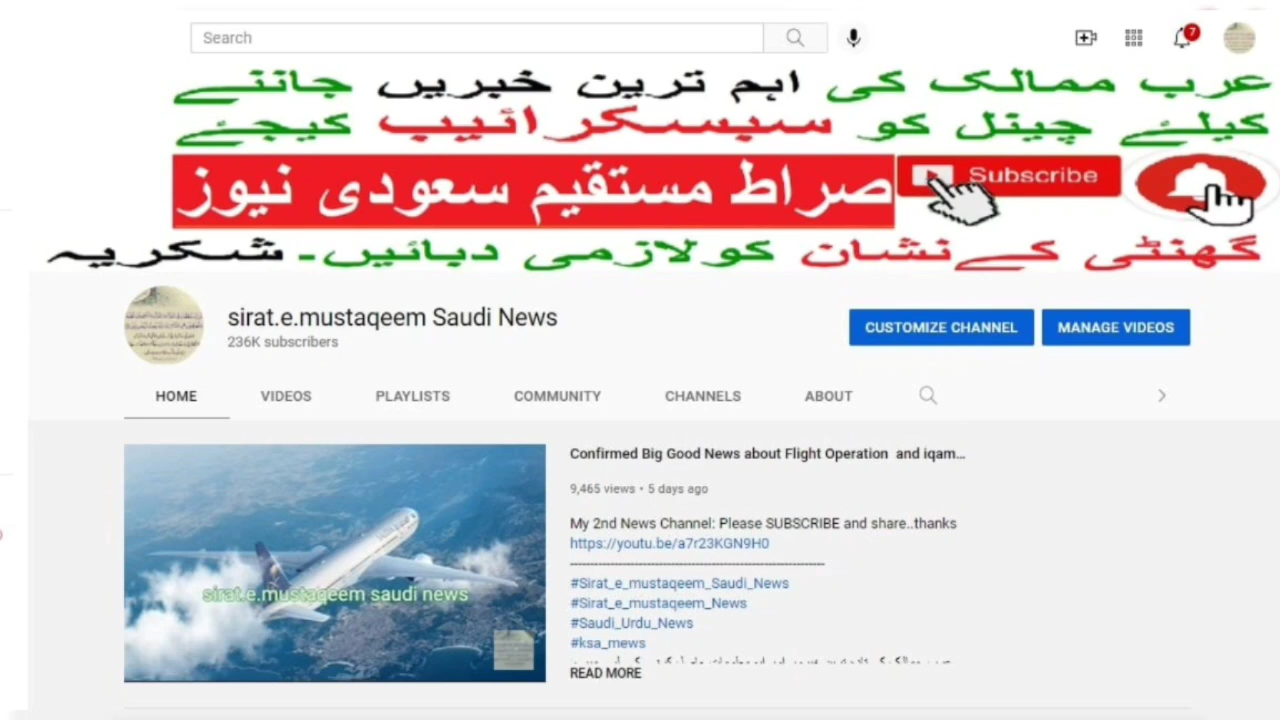 Search
7
عرب ممالک کی اہم ترین خبریں جاننے
کیلئے چینل کو سبسکرائیب کیجئے
صراط مستقیم سعودی نیوز
Subscribe
گھنٹی کے نشان کو لازمی دبائیں۔ شکریہ
sirat.e.mustaqeem Saudi News
236K subscribers
CUSTOMIZE CHANNEL
MANAGE VIDEOS
HOME VIDEOS PLAYLISTS COMMUNITY CHANNELS ABOUT
sirat.e.mustaqeem saudi news
Confirmed Big Good News about Flight Operation and iqam...
9,465 views • 5 days ago
My 2nd News Channel: Please SUBSCRIBE and share..thanks
https://youtu.be/a7r23KGN9H0
#Sirat_e_mustaqeem_Saudi_News
#Sirat_e_mustaqeem_News
#Saudi_Urdu_News
#ksa_mews
READ MORE